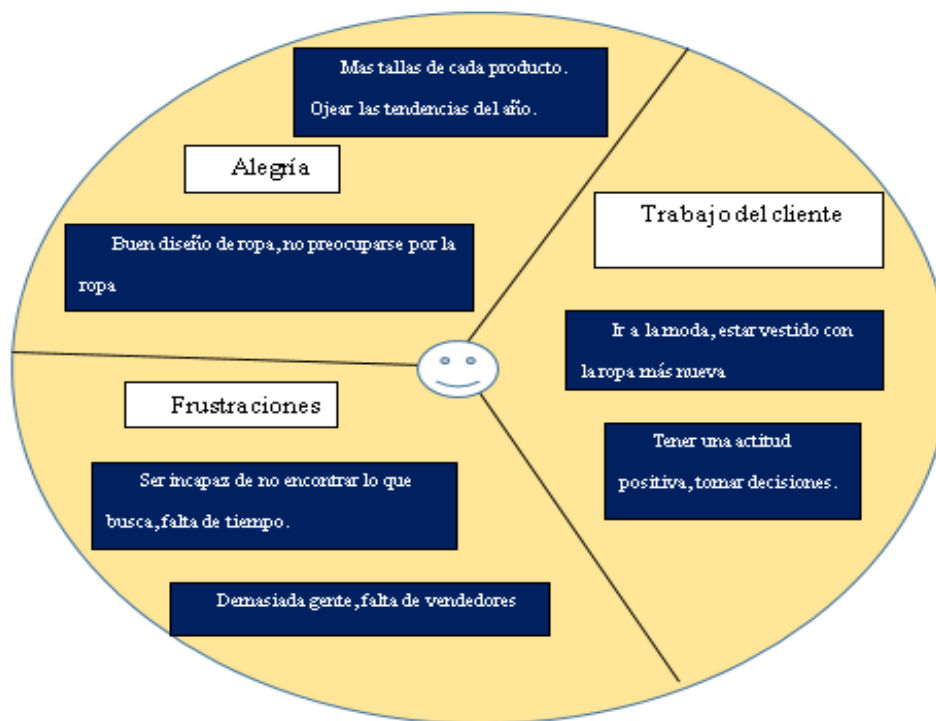 Mas tallas de cada producto.
Ojear las tendencias del año.
Alegría
Buen diseño de ropa, no preocuparse por la
ropa
Trabajo del cliente
Ir a la moda, estar vestido con
la ropa más nueva
Tener una actitud
positiva, tomar decisiones.
Frustraciones
Ser incapaz de no encontrar lo que
busca, falta de tiempo.
Demasiada gente, falta de vendedores